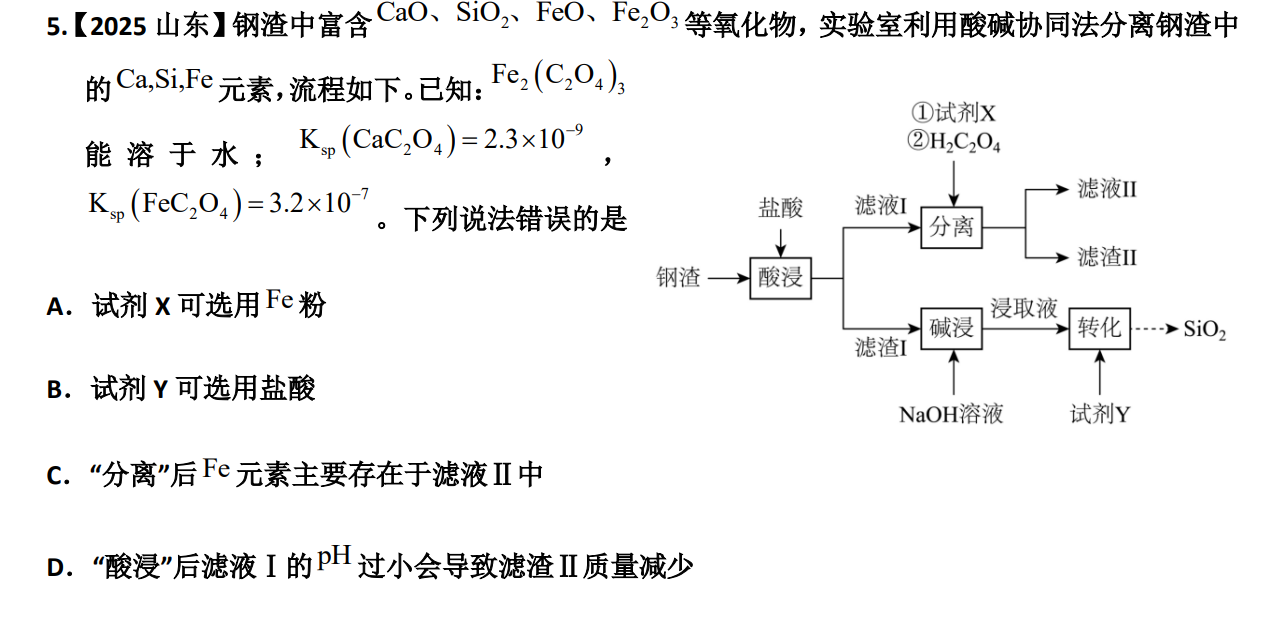 5.【2025 山东】钢渣中富含 CaO、SiO₂、FeO、Fe₂O₃ 等氧化物，实验室利用酸碱协同法分离钢渣中
的 Ca,Si,Fe 元素，流程如下。已知：Fe₂(C₂O₄)₃
能溶于水；Kₛₚ(CaC₂O₄)=2.3×10⁻⁹，
Kₛₚ(FeC₂O₄)=3.2×10⁻⁷。下列说法错误的是
①试剂X
②H₂C₂O₄
盐酸
滤液I
分离
滤液II
滤渣II
钢渣
酸浸
滤渣I
碱浸
浸取液
转化
SiO₂
NaOH溶液
试剂Y
A．试剂 X 可选用 Fe 粉
B．试剂 Y 可选用盐酸
C．“分离”后 Fe 元素主要存在于滤液Ⅱ中
D．“酸浸”后滤液Ⅰ的 pH 过小会导致滤渣Ⅱ质量减少